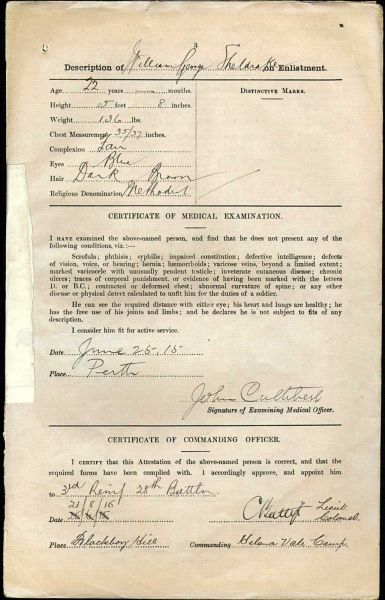 Description of William George Sheldrake on Enlistment.
Age 22 years months.
Height 5 feet 8 inches.
Weight 136 lbs.
Chest Measurement 35/37 inches.
Complexion Fair
Eyes Blue
Hair Dark Brown
Religious Denomination Methodist
Distinctive Marks.
CERTIFICATE OF MEDICAL EXAMINATION.
I HAVE examined the above-named person, and find that he does not present any of the
following conditions, viz.:—
Scrofula; phthisis; syphilis; impaired constitution; defective intelligence; defects
of vision, voice, or hearing; hernia; hæmorrhoids; varicose veins, beyond a limited extent;
marked varicocele with unusually pendent testicle; inveterate cutaneous disease; chronic
ulcers; traces of corporal punishment, or evidence of having been marked with the letters
D. or B.C.; contracted or deformed chest; abnormal curvature of spine; or any other
disease or physical defect calculated to unfit him for the duties of a soldier.
He can see the required distance with either eye; his heart and lungs are healthy; he
has the free use of his joints and limbs; and he declares he is not subject to fits of any
description.
I consider him fit for active service.
Date June 25-15
Place Perth
John Cuthbert
Signature of Examining Medical Officer.
CERTIFICATE OF COMMANDING OFFICER.
I CERTIFY that this Attestation of the above-named person is correct, and that the
required forms have been complied with. I accordingly approve, and appoint him
to 3rd Reinf 28th Battln
21/8/15
Date Lieut Colonel
Place Blackboy Hill Commanding Helena Vale Camp.